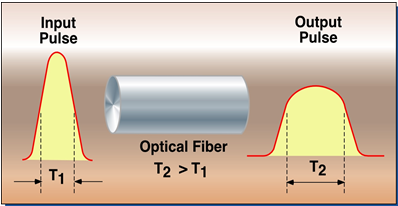 Input
Pulse
Output
Pulse
Optical Fiber
T2 > T1
T1
T2